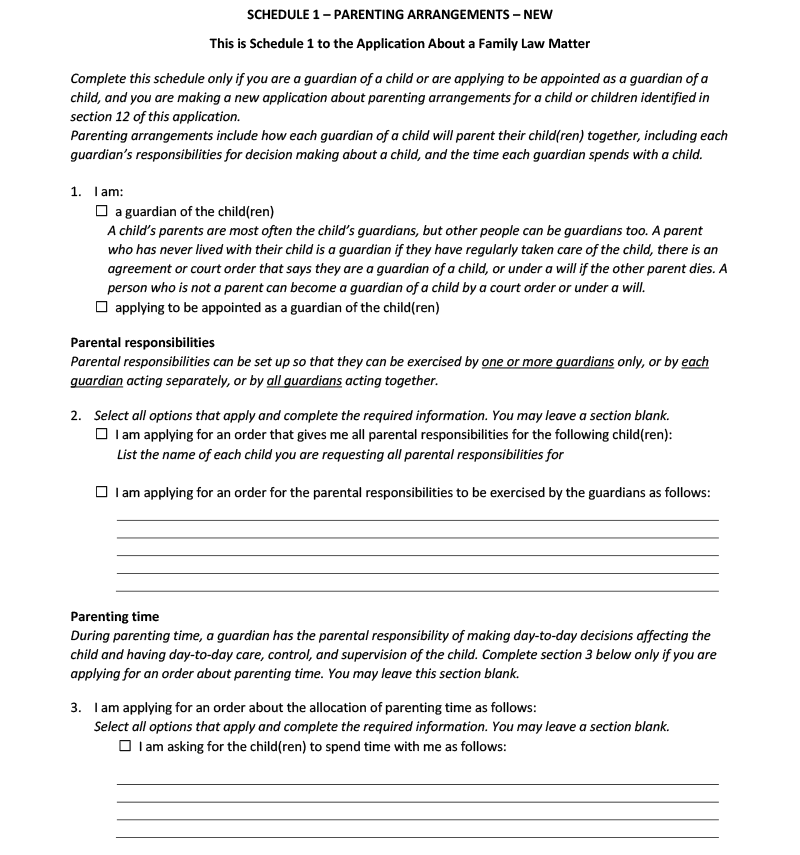 SCHEDULE 1 – PARENTING ARRANGEMENTS – NEW
This is Schedule 1 to the Application About a Family Law Matter
Complete this schedule only if you are a guardian of a child or are applying to be appointed as a guardian of a
child, and you are making a new application about parenting arrangements for a child or children identified in
section 12 of this application.
Parenting arrangements include how each guardian of a child will parent their child(ren) together, including each
guardian's responsibilities for decision making about a child, and the time each guardian spends with a child.
1. I am:
☐ a guardian of the child(ren)
A child's parents are most often the child's guardians, but other people can be guardians too. A parent
who has never lived with their child is a guardian if they have regularly taken care of the child, there is an
agreement or court order that says they are a guardian of a child, or under a will if the other parent dies. A
person who is not a parent can become a guardian of a child by a court order or under a will.
☐ applying to be appointed as a guardian of the child(ren)
Parental responsibilities
Parental responsibilities can be set up so that they can be exercised by one or more guardians only, or by each
guardian acting separately, or by all guardians acting together.
2. Select all options that apply and complete the required information. You may leave a section blank.
☐ I am applying for an order that gives me all parental responsibilities for the following child(ren):
List the name of each child you are requesting all parental responsibilities for
☐ I am applying for an order for the parental responsibilities to be exercised by the guardians as follows:
Parenting time
During parenting time, a guardian has the parental responsibility of making day-to-day decisions affecting the
child and having day-to-day care, control, and supervision of the child. Complete section 3 below only if you are
applying for an order about parenting time. You may leave this section blank.
3. I am applying for an order about the allocation of parenting time as follows:
Select all options that apply and complete the required information. You may leave a section blank.
☐ I am asking for the child(ren) to spend time with me as follows: